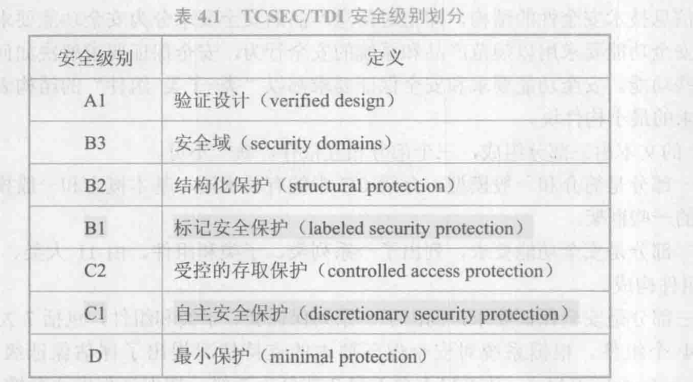 表 4.1 TCSEC/TDI 安全级别划分
安全级别 定义
A1 验证设计（verified design）
B3 安全域（security domains）
B2 结构化保护（structural protection）
B1 标记安全保护（labeled security protection）
C2 受控的存取保护（controlled access protection）
C1 自主安全保护（discretionary security protection）
D 最小保护（minimal protection）